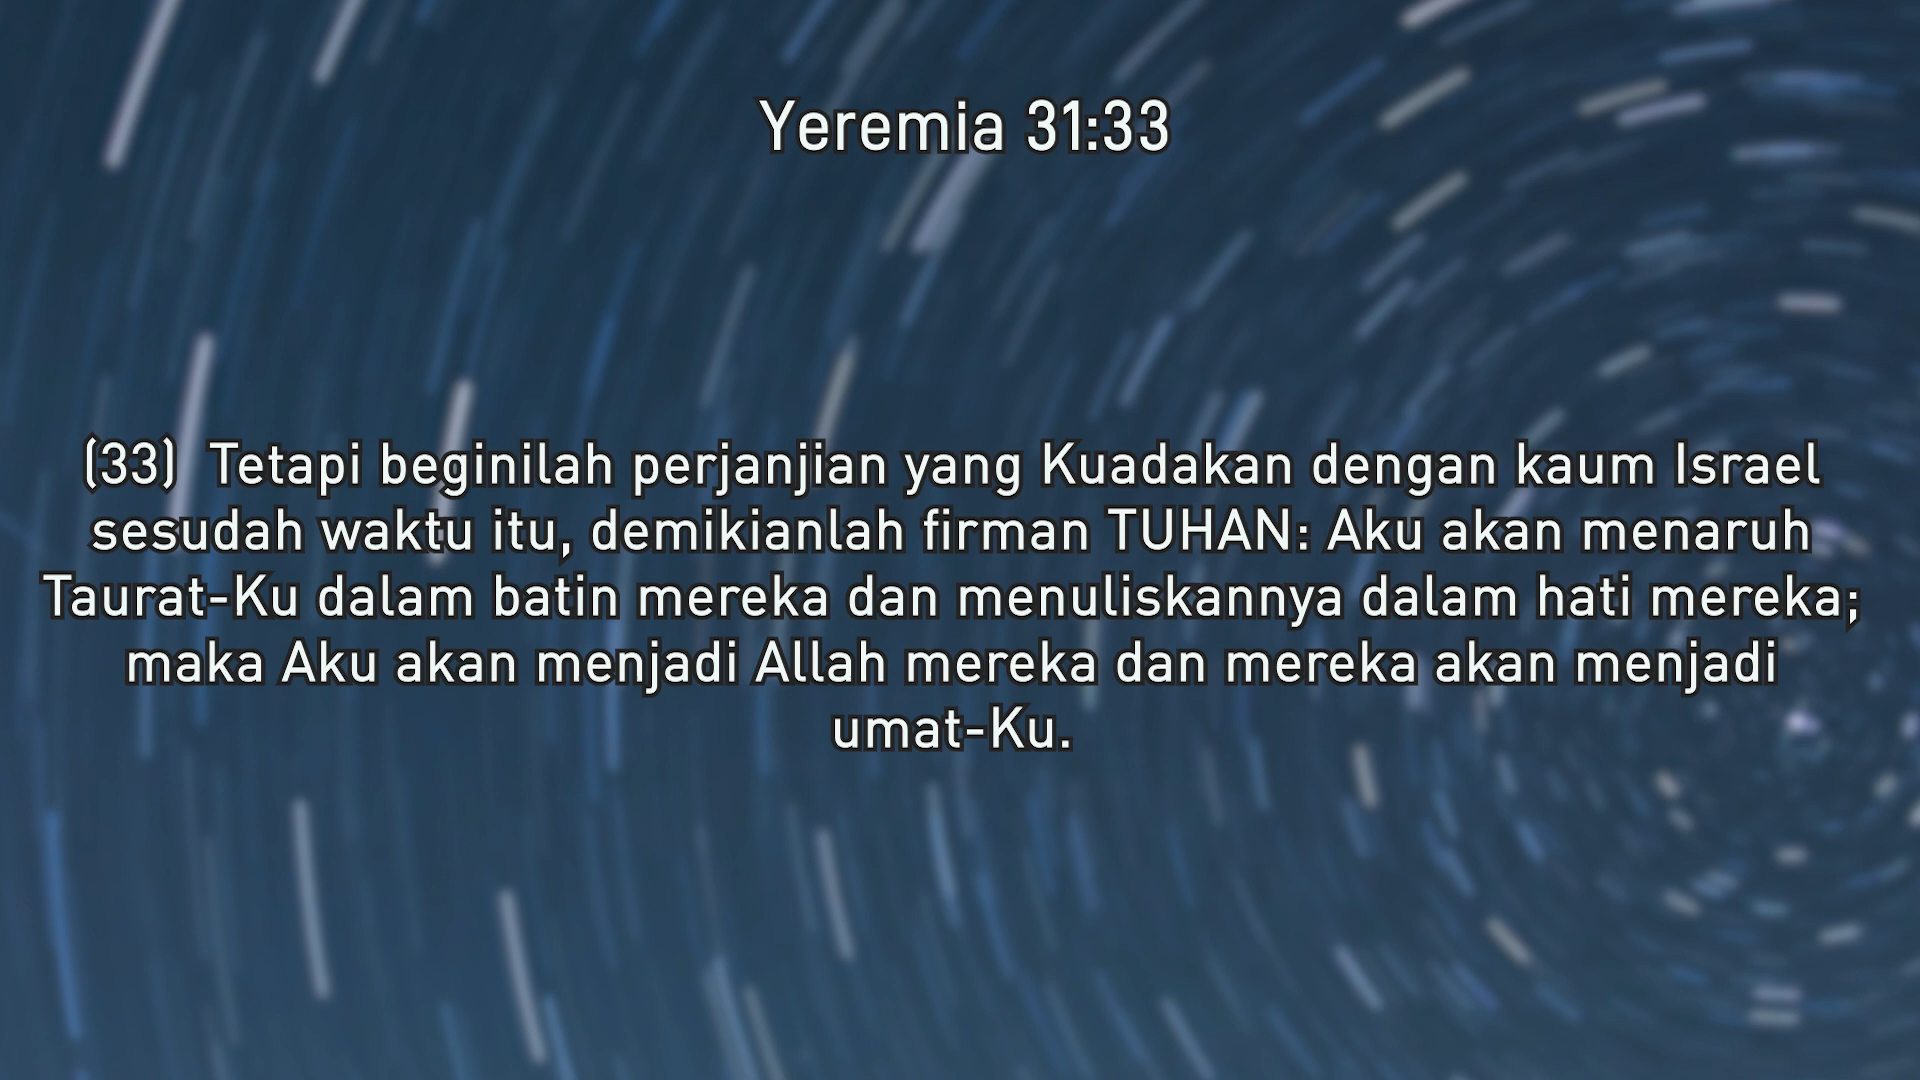 Yeremia 31:33
(33) Tetapi beginilah perjanjian yang Kuadakan dengan kaum Israel
sesudah waktu itu, demikianlah firman TUHAN: Aku akan menaruh
Taurat-Ku dalam batin mereka dan menuliskannya dalam hati mereka;
maka Aku akan menjadi Allah mereka dan mereka akan menjadi
umat-Ku.